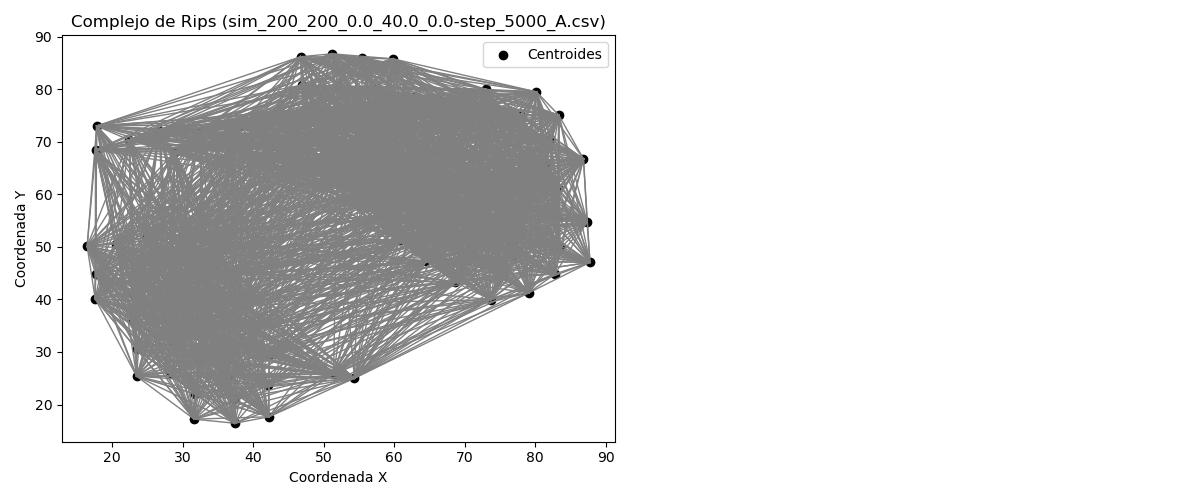 Complejo de Rips (sim_200_200_0.0_40.0_0.0-step_5000_A.csv)
Centroides
Coordenada Y
90
80
70
60
50
40
30
20
20 30 40 50 60 70 80 90
Coordenada X